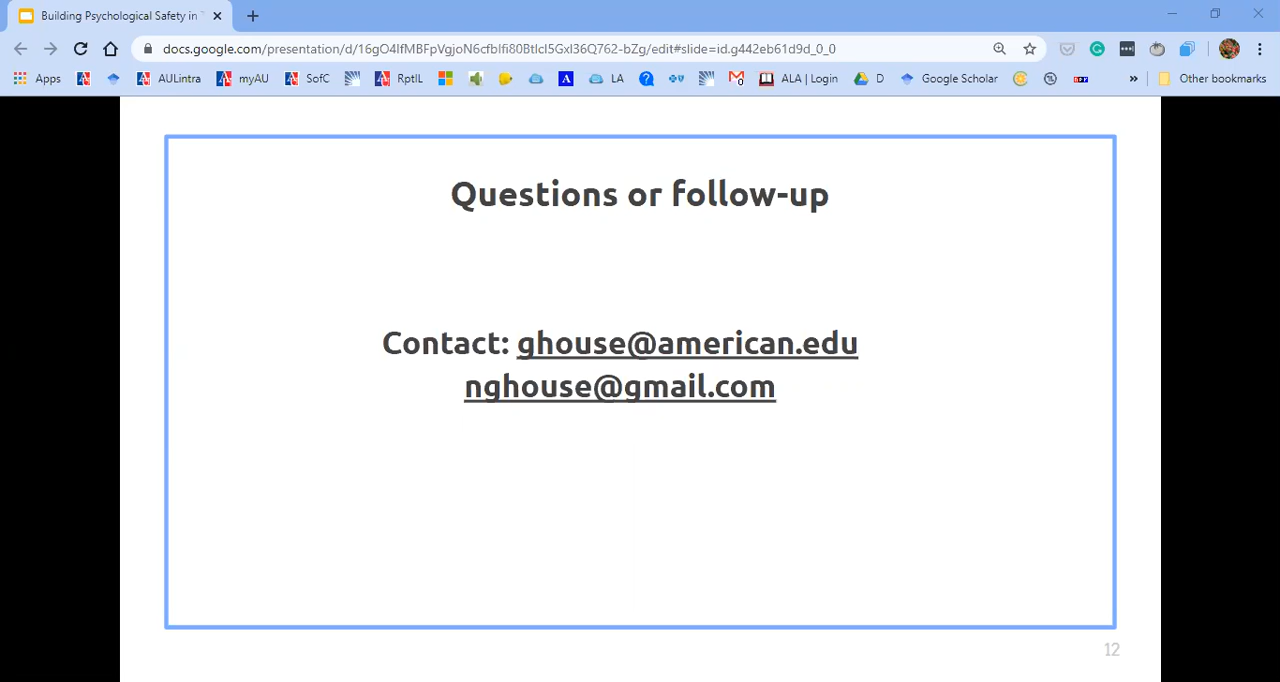 Building Psychological Safety in
docs.google.com/presentation/d/16gO4lfMBFpVgjoN6cfblfi80BtIcI5GxI36Q762-bZg/edit#slide=id.g442eb61d9d_0_0
Apps AULintra myAU SofC RptIL A LA ALA | Login D Google Scholar » Other bookmarks
Questions or follow-up
Contact: ghouse@american.edu
nghouse@gmail.com
12